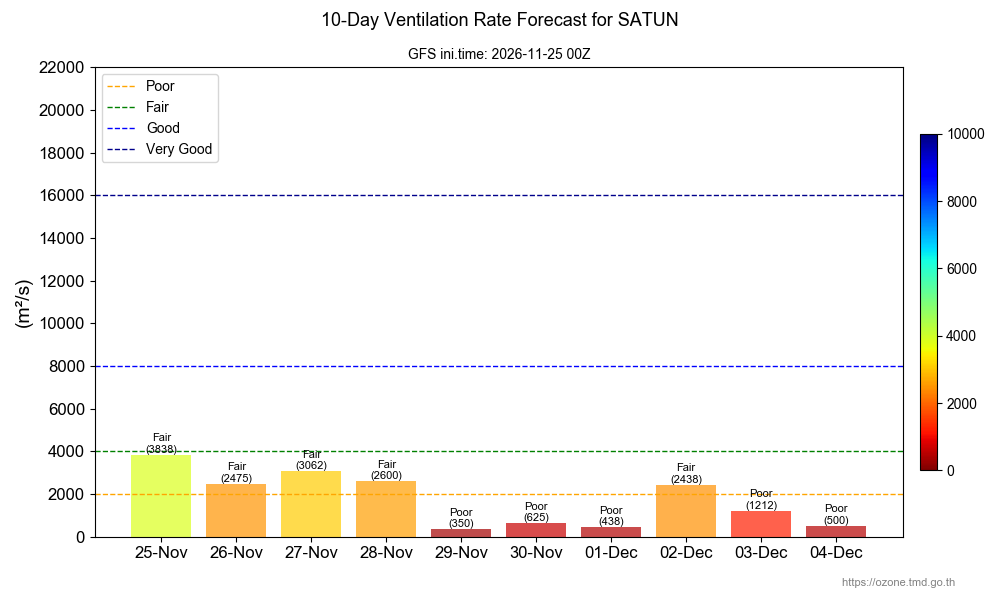 10-Day Ventilation Rate Forecast for SATUN
GFS ini.time: 2026-11-25 00Z
22000
20000
18000
16000
14000
12000
10000
8000
6000
4000
2000
0
(m²/s)
Poor
Fair
Good
Very Good
Fair
(3838)
Fair
(2475)
Fair
(3062)
Fair
(2600)
Poor
(350)
Poor
(625)
Poor
(438)
Fair
(2438)
Poor
(1212)
Poor
(500)
25-Nov 26-Nov 27-Nov 28-Nov 29-Nov 30-Nov 01-Dec 02-Dec 03-Dec 04-Dec
10000
8000
6000
4000
2000
0
https://ozone.tmd.go.th